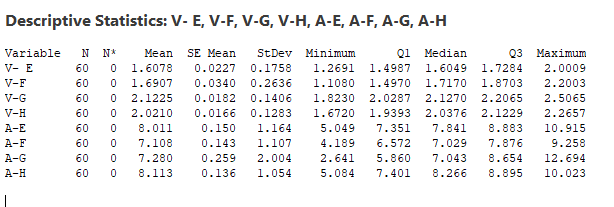 Descriptive Statistics: V- E, V-F, V-G, V-H, A-E, A-F, A-G, A-H
Variable N N* Mean SE Mean StDev Minimum Q1 Median Q3 Maximum
V- E 60 0 1.6078 0.0227 0.1758 1.2691 1.4987 1.6049 1.7284 2.0009
V-F 60 0 1.6907 0.0340 0.2636 1.1080 1.4970 1.7170 1.8703 2.2003
V-G 60 0 2.1225 0.0182 0.1406 1.8230 2.0287 2.1270 2.2065 2.5065
V-H 60 0 2.0210 0.0166 0.1283 1.6720 1.9393 2.0376 2.1229 2.2657
A-E 60 0 8.011 0.150 1.164 5.049 7.351 7.841 8.883 10.915
A-F 60 0 7.108 0.143 1.107 4.189 6.572 7.029 7.876 9.258
A-G 60 0 7.280 0.259 2.004 2.641 5.860 7.043 8.654 12.694
A-H 60 0 8.113 0.136 1.054 5.084 7.401 8.266 8.895 10.023